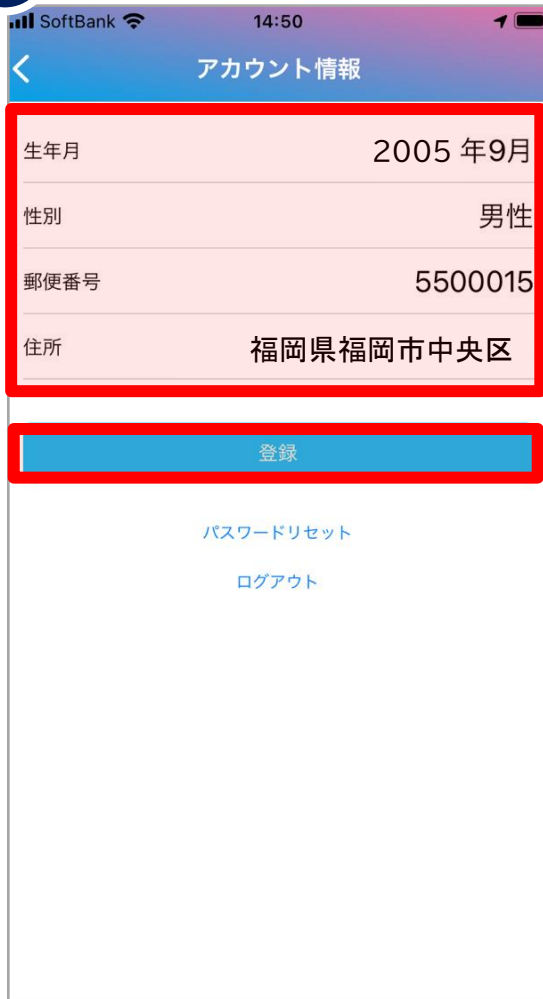 SoftBank 14:50
アカウント情報
生年月 2005 年9月
性別 男性
郵便番号 5500015
住所 福岡県福岡市中央区
登録
パスワードリセット
ログアウト